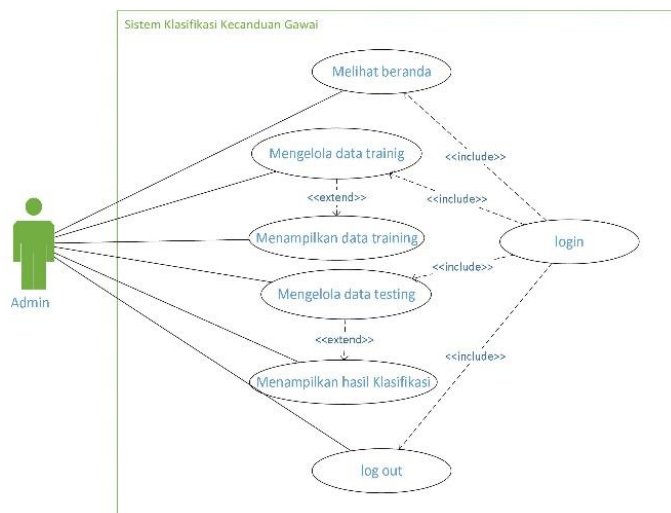 Sistem Klasifikasi Kecanduan Gawai
Melihat beranda
<<include>>
Mengelola data trainig
<<extend>>
<<include>>
Menampilkan data training
login
<<include>>
Mengelola data testing
Admin
<<extend>>
<<include>>
Menampilkan hasil Klasifikasi
log out